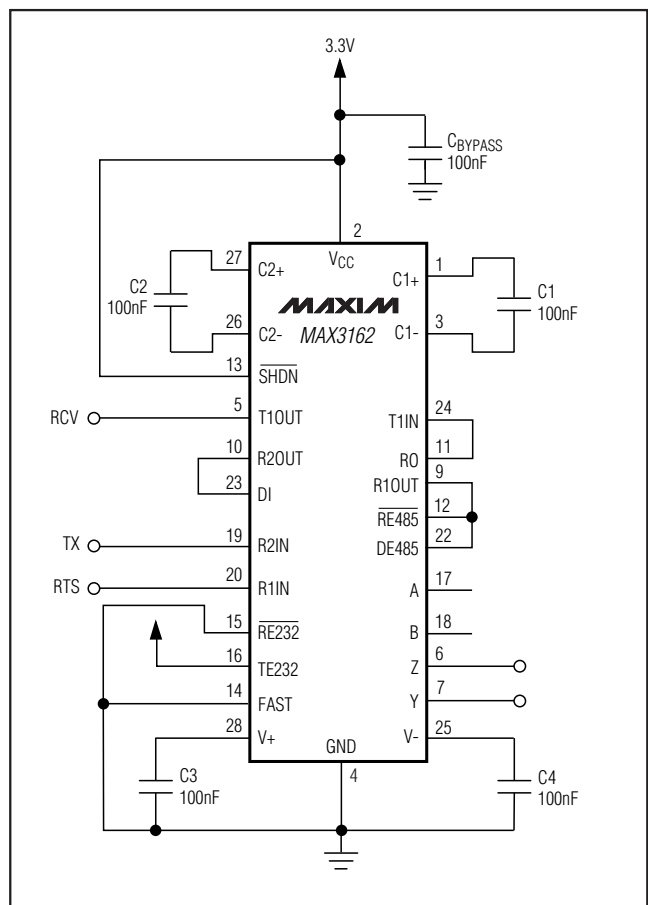 3.3V
CBYPASS
100nF
2
VCC
27
C2+
C1+
1
C2
100nF
MAXIM
MAX3162
C1
100nF
26
C2-
C1-
3
13
SHDN
5
RCV
T1OUT
T1IN
24
10
R2OUT
RO
11
23
DI
R1OUT
9
RE485
12
19
TX
R2IN
DE485
22
20
RTS
R1IN
A
17
15
RE232
B
18
16
TE232
Z
6
14
FAST
Y
7
28
V+
GND
V-
25
4
C3
100nF
C4
100nF